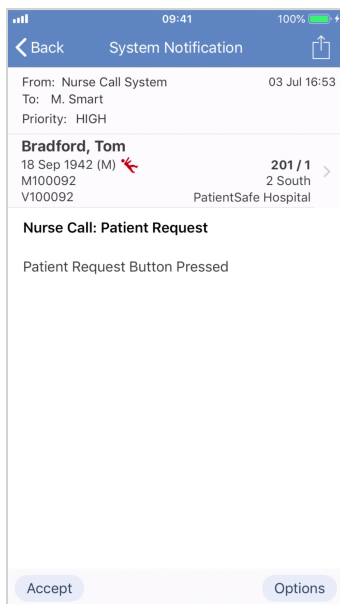 09:41 100%
Back System Notification
From: Nurse Call System 03 Jul 16:53
To: M. Smart
Priority: HIGH
Bradford, Tom
18 Sep 1942 (M) 201 / 1
M100092 2 South
V100092 PatientSafe Hospital
Nurse Call: Patient Request
Patient Request Button Pressed
Accept Options